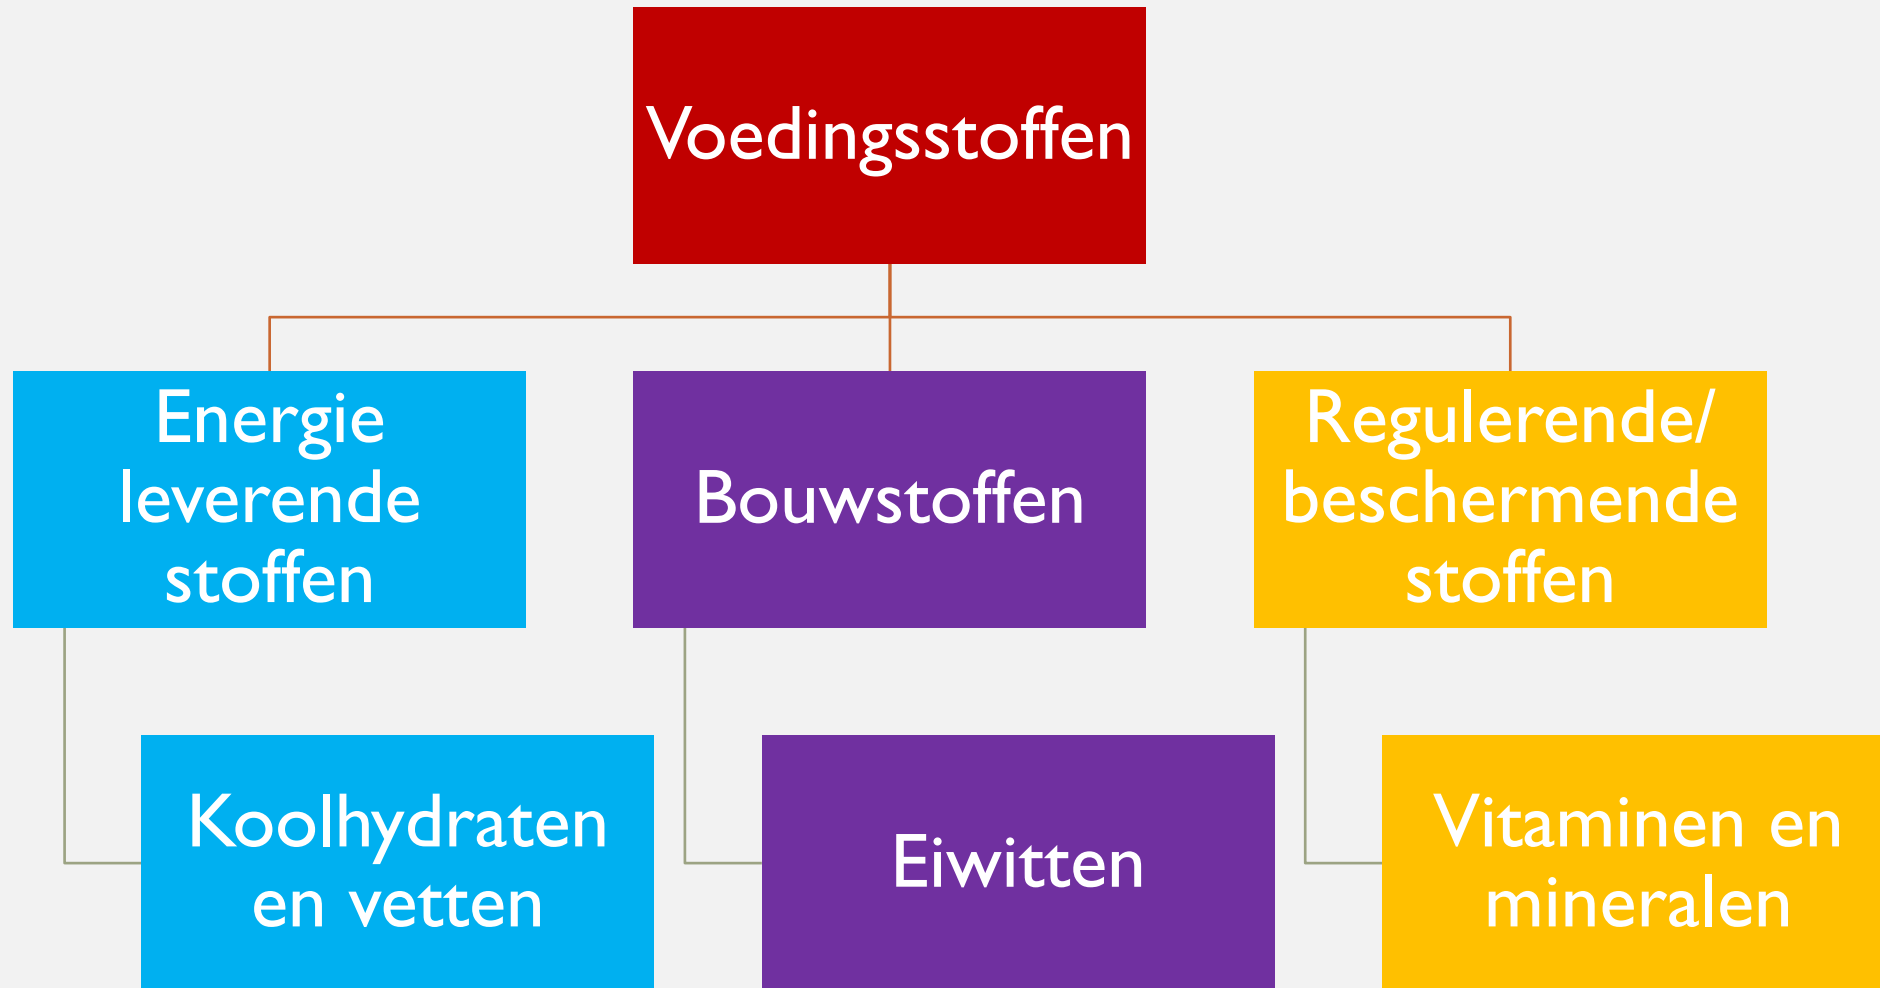 Voedingsstoffen
Energie
leverende
stoffen
Bouwstoffen
Regulerende/
beschermende
stoffen
Koolhydraten
en vetten
Eiwitten
Vitaminen en
mineralen